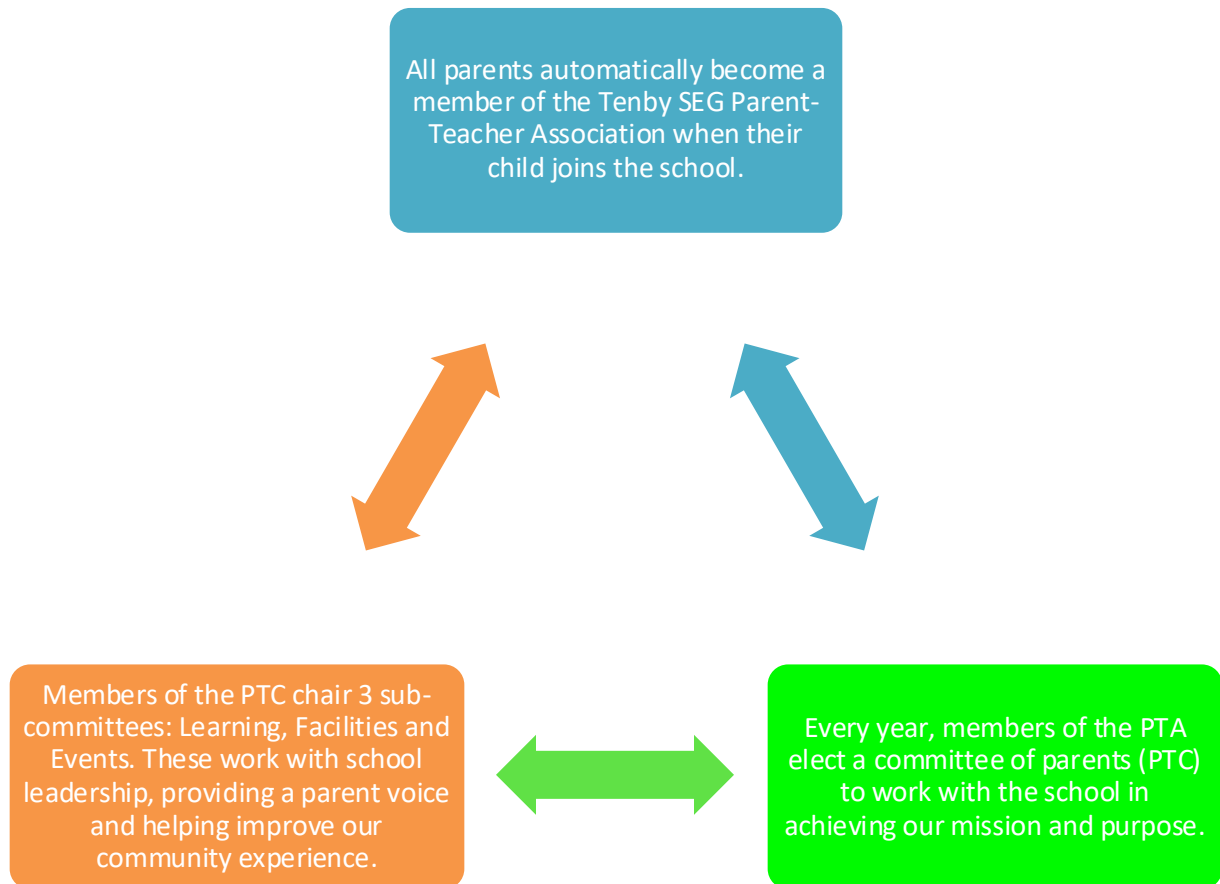 All parents automatically become a
member of the Tenby SEG Parent-
Teacher Association when their
child joins the school.
Members of the PTC chair 3 sub-
committees: Learning, Facilities and
Events. These work with school
leadership, providing a parent voice
and helping improve our
community experience.
Every year, members of the PTA
elect a committee of parents (PTC)
to work with the school in
achieving our mission and purpose.